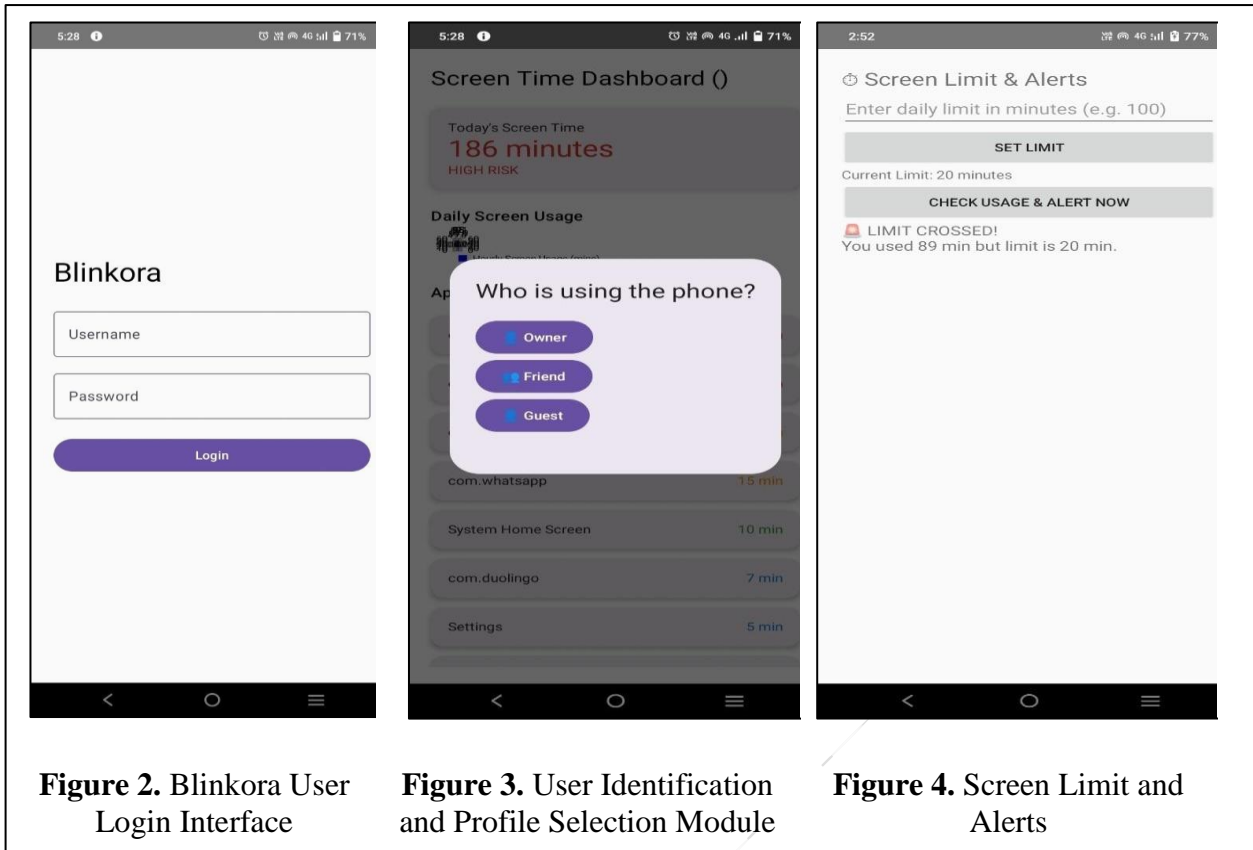 5:28
4G
71%
Blinkora
Username
Password
Login
Figure 2. Blinkora User
Login Interface
5:28
4G
71%
Screen Time Dashboard ()
Today's Screen Time
186 minutes
HIGH RISK
Daily Screen Usage
Ap
Who is using the phone?
Owner
Friend
Guest
com.whatsapp 15 min
System Home Screen 10 min
com.duolingo 7 min
Settings 5 min
Figure 3. User Identification
and Profile Selection Module
2:52
4G
77%
Screen Limit & Alerts
Enter daily limit in minutes (e.g. 100)
SET LIMIT
Current Limit: 20 minutes
CHECK USAGE & ALERT NOW
LIMIT CROSSED!
You used 89 min but limit is 20 min.
Figure 4. Screen Limit and
Alerts